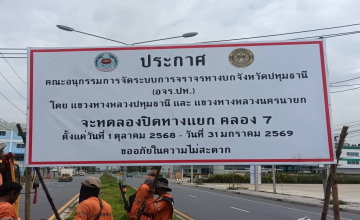 ประกาศ
คณะอนุกรรมการจัดระบบการจราจรทางบกจังหวัดปทุมธานี
(อจร.ปท.)
โดย แขวงทางหลวงปทุมธานี และ แขวงทางหลวงนครนายก
จะทดลองปิดทางแยก คลอง 7
ตั้งแต่วันที่ 1 ตุลาคม 2568 - วันที่ 31 มกราคม 2569
ขออภัยในความไม่สะดวก